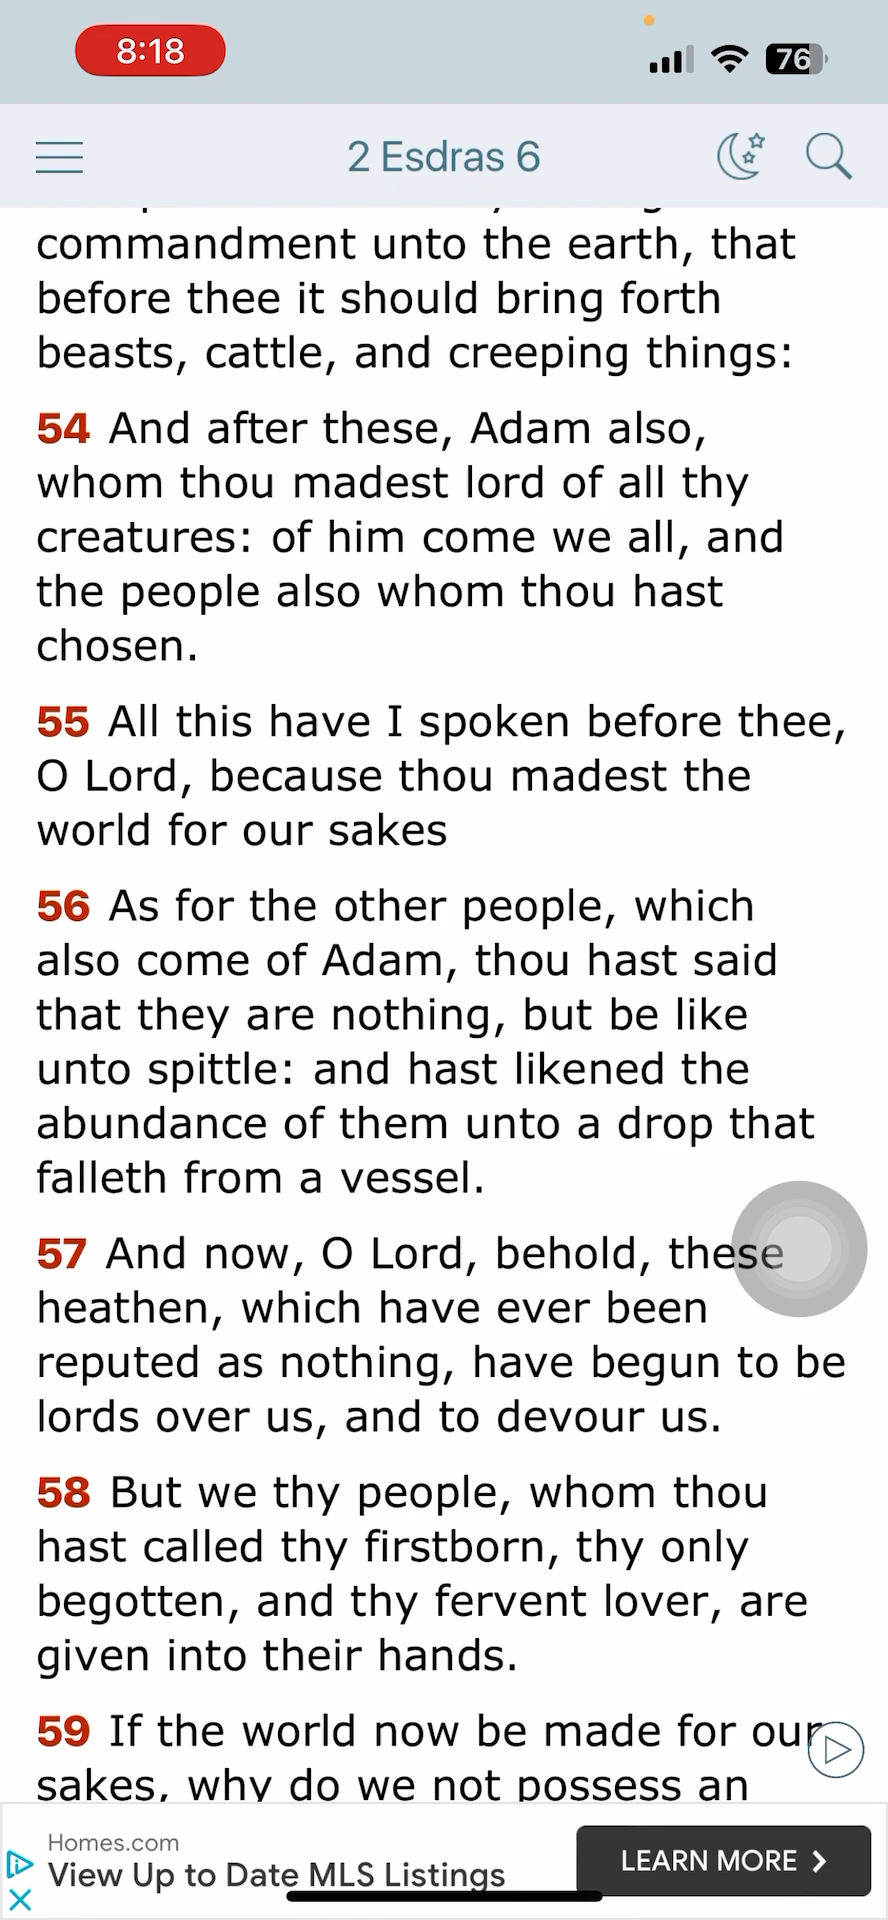 8:18
76
2 Esdras 6
commandment unto the earth, that
before thee it should bring forth
beasts, cattle, and creeping things:
54 And after these, Adam also,
whom thou madest lord of all thy
creatures: of him come we all, and
the people also whom thou hast
chosen.
55 All this have I spoken before thee,
O Lord, because thou madest the
world for our sakes
56 As for the other people, which
also come of Adam, thou hast said
that they are nothing, but be like
unto spittle: and hast likened the
abundance of them unto a drop that
falleth from a vessel.
57 And now, O Lord, behold, these
heathen, which have ever been
reputed as nothing, have begun to be
lords over us, and to devour us.
58 But we thy people, whom thou
hast called thy firstborn, thy only
begotten, and thy fervent lover, are
given into their hands.
59 If the world now be made for our
sakes, why do we not possess an
Homes.com
View Up to Date MLS Listings
LEARN MORE